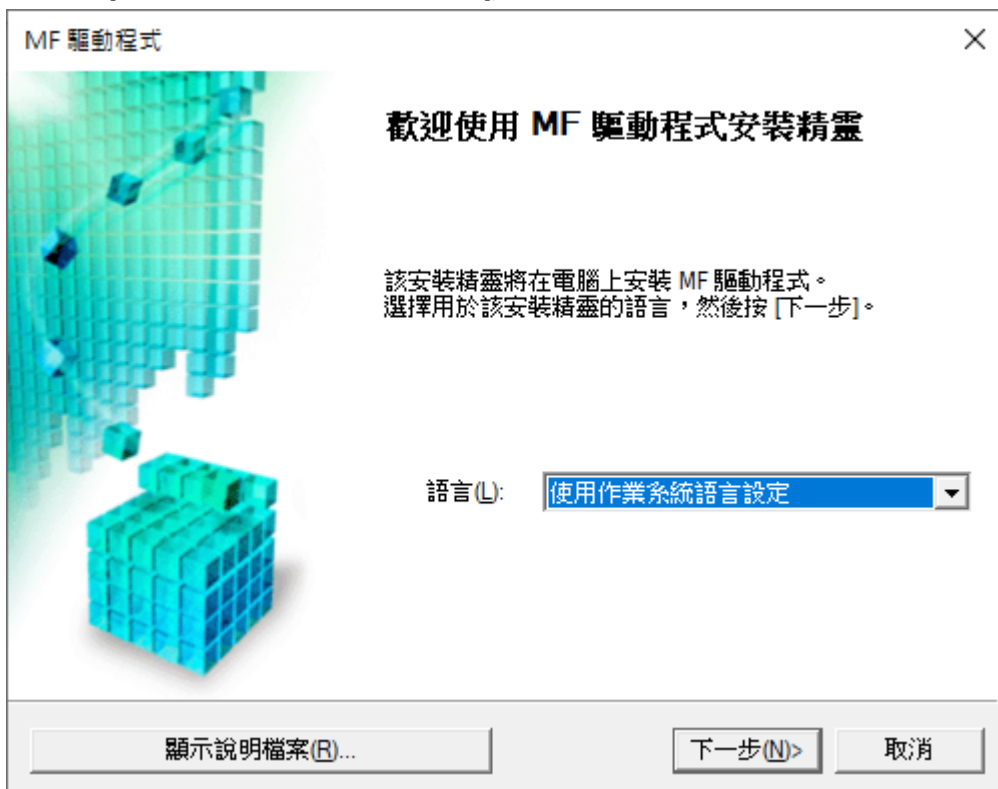 MF 驅動程式
歡迎使用 MF 驅動程式安裝精靈
該安裝精靈將在電腦上安裝 MF 驅動程式。
選擇用於該安裝精靈的語言，然後按 [下一步]。
語言(L): 使用作業系統語言設定
顯示說明檔案(R)... 下一步(N)> 取消